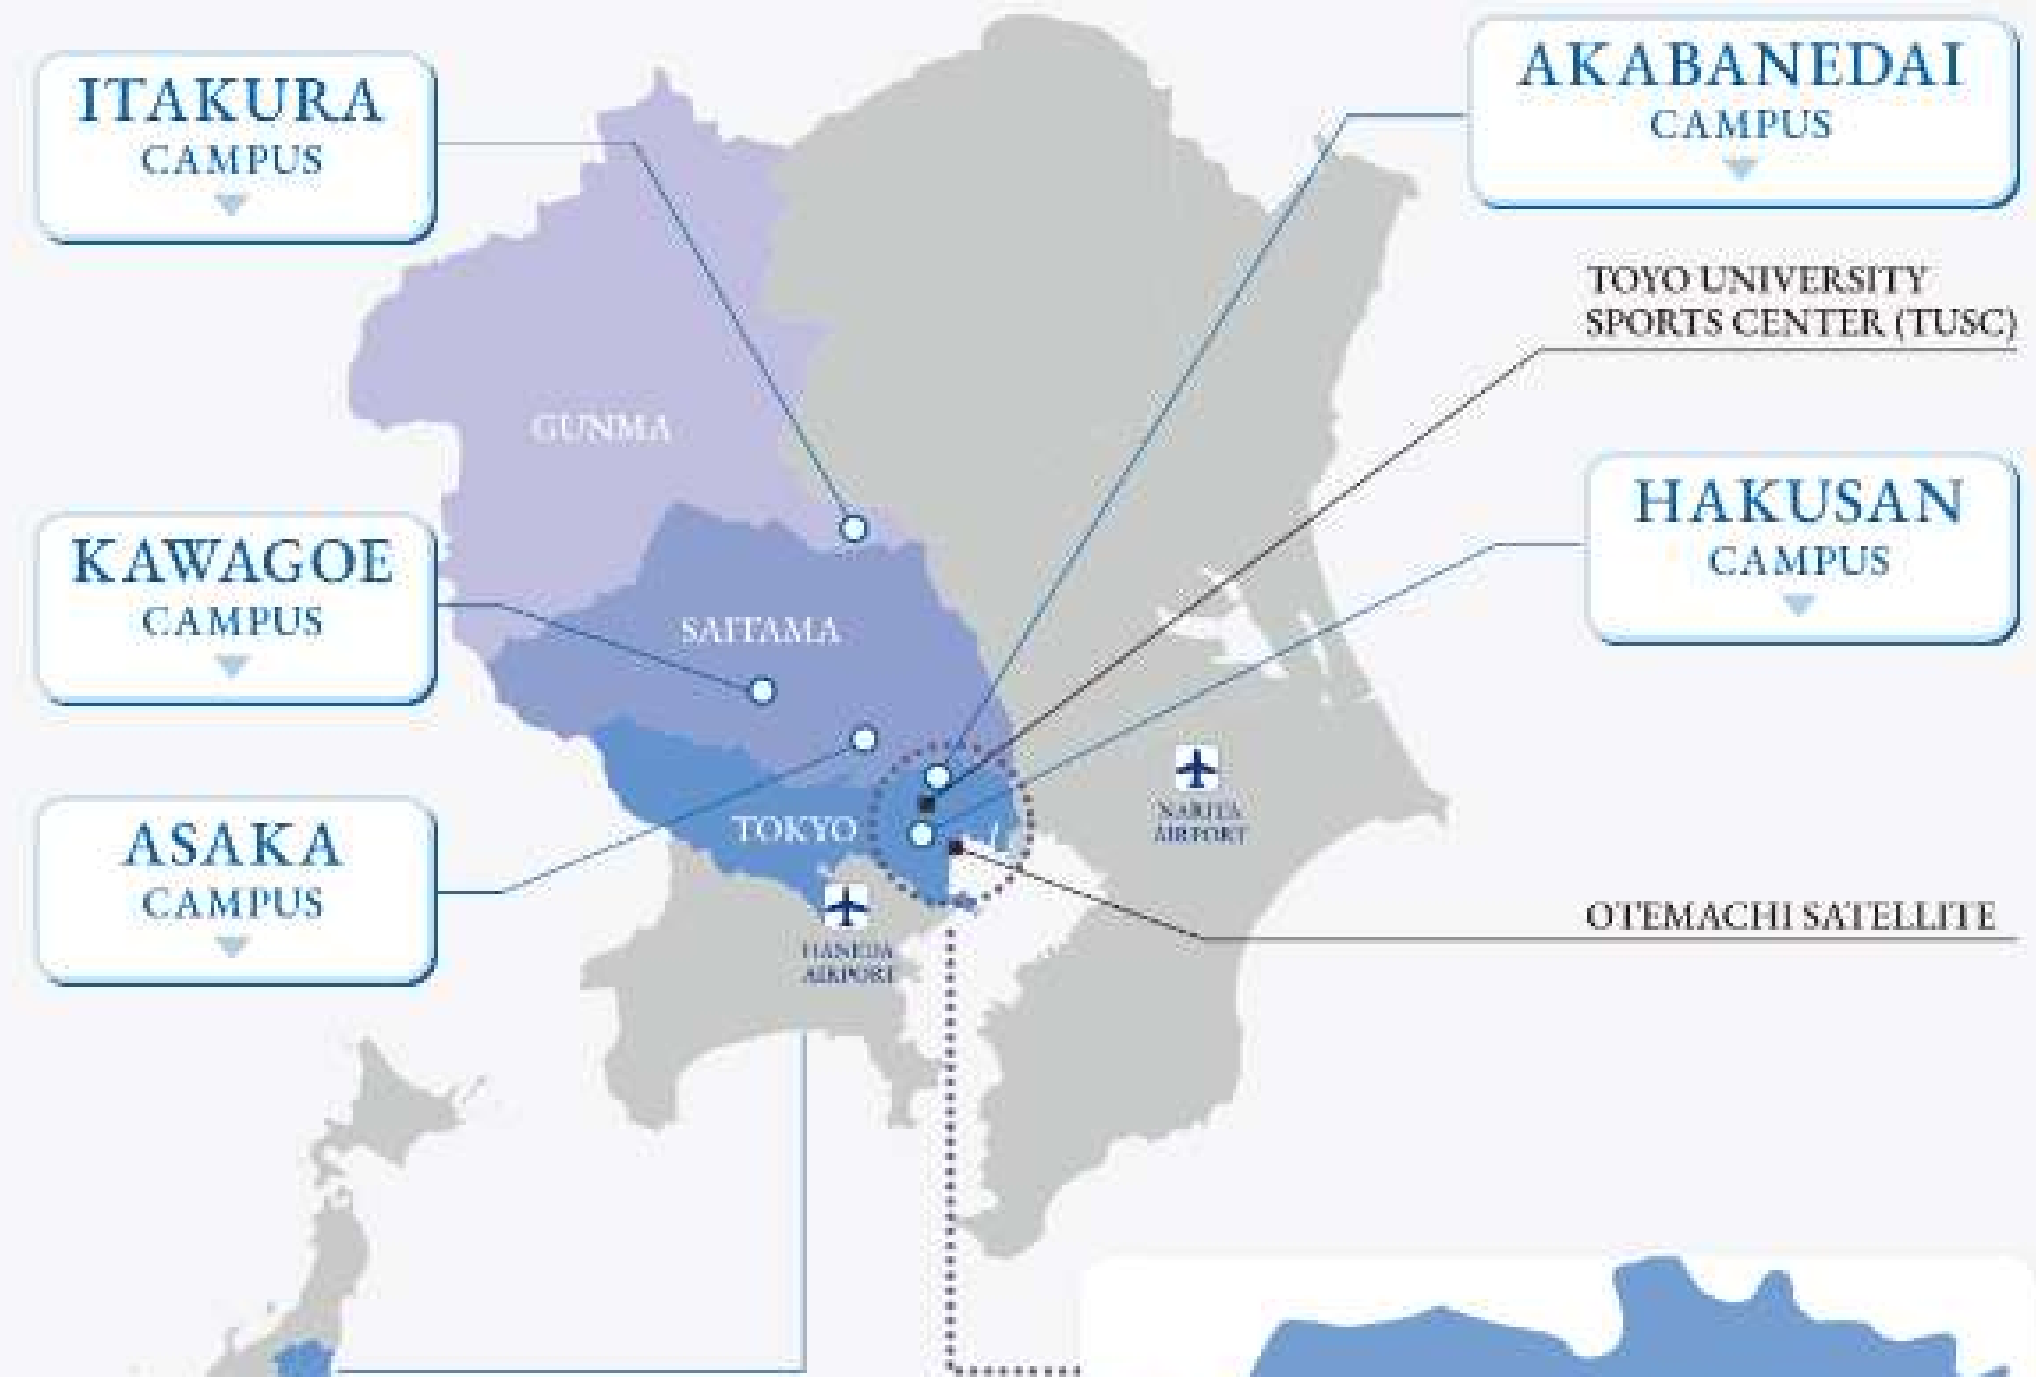 ITAKURA
CAMPUS
AKABANEDAI
CAMPUS
TOYO UNIVERSITY
SPORTS CENTER (TUSC)
GUNMA
HAKUSAN
CAMPUS
KAWAGOE
CAMPUS
SAITAMA
NARITA
AIRPORT
ASAKA
CAMPUS
TOKYO
HANEDA
AIRPORT
OTEMACHI SATELLITE